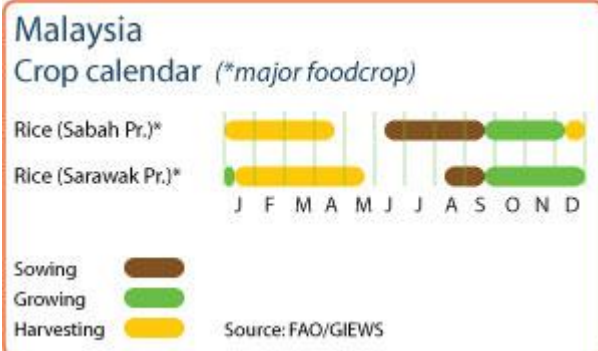 Malaysia
Crop calendar (*major foodcrop)
Rice (Sabah Pr.)*
Rice (Sarawak Pr.)*
J F M A M J J A S O N D
Sowing
Growing
Harvesting
Source: FAO/GIEWS